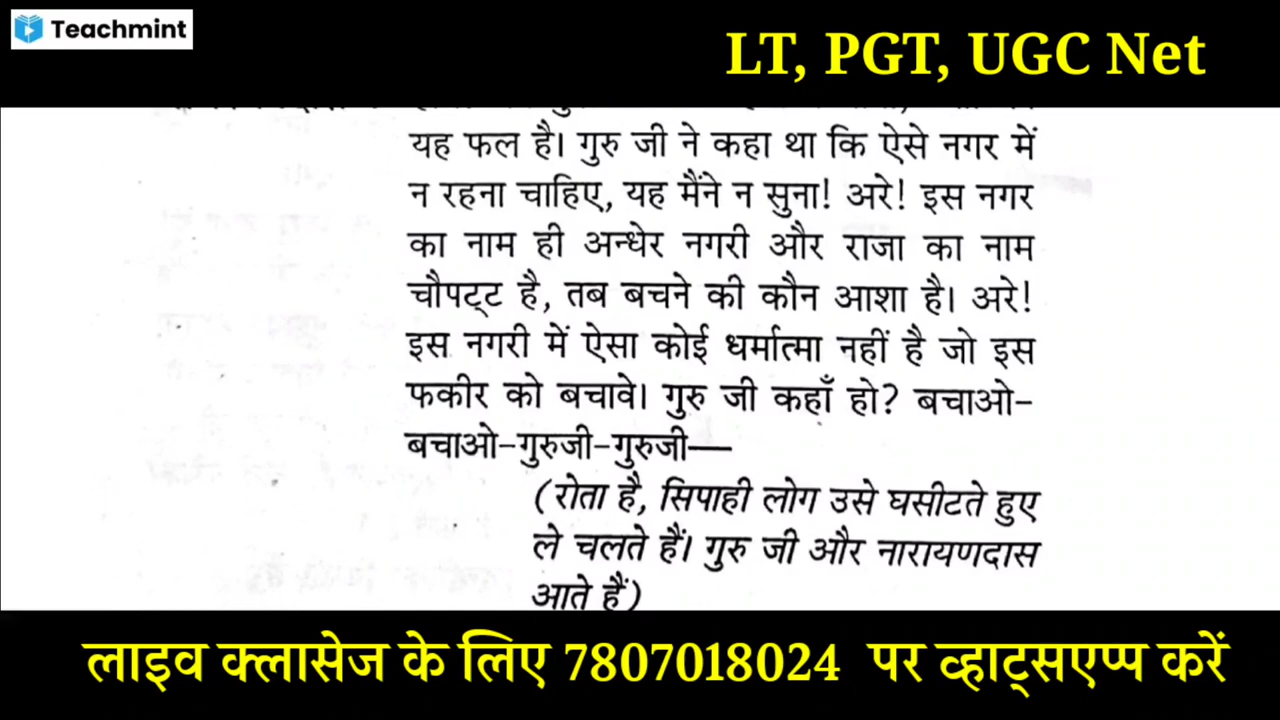 Teachmint
LT, PGT, UGC Net
यह फल है। गुरु जी ने कहा था कि ऐसे नगर में
न रहना चाहिए, यह मैंने न सुना! अरे! इस नगर
का नाम ही अन्धेर नगरी और राजा का नाम
चौपट्ट है, तब बचने की कौन आशा है। अरे!
इस नगरी में ऐसा कोई धर्मात्मा नहीं है जो इस
फकीर को बचावे। गुरु जी कहाँ हो? बचाओ-
बचाओ-गुरुजी-गुरुजी—
(रोता है, सिपाही लोग उसे घसीटते हुए
ले चलते हैं। गुरु जी और नारायणदास
आते हैं)
लाइव क्लासेज के लिए 7807018024 पर व्हाट्सएप्प करें